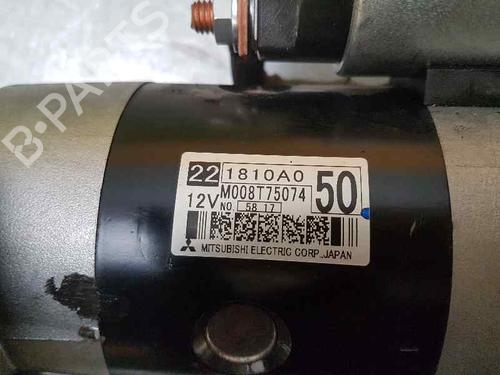 B-PARTS
22 1810A0
12V M008T75074 50
NO. 58 17
MITSUBISHI ELECTRIC CORP. JAPAN